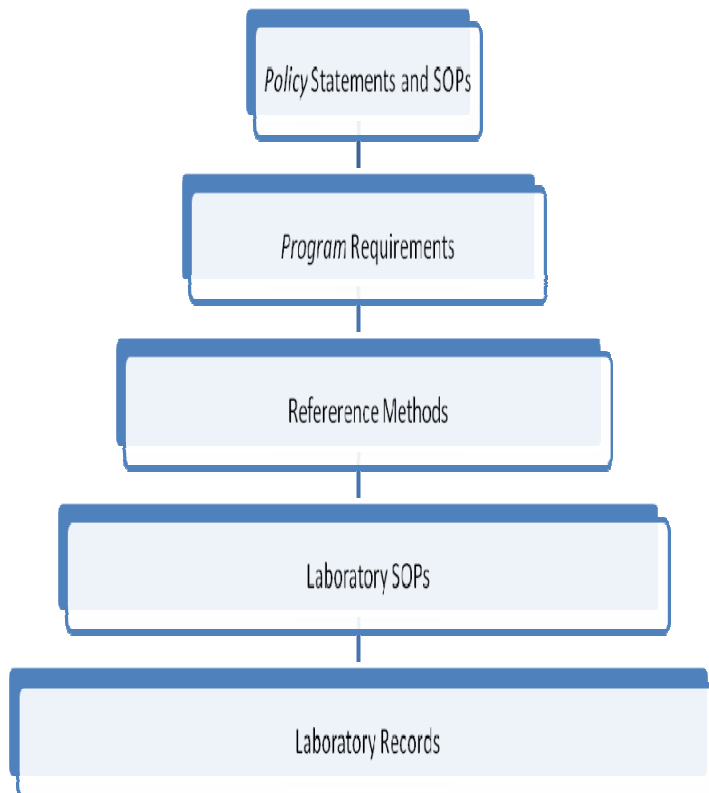 Policy Statements and SOPs
Program Requirements
Refererence Methods
Laboratory SOPs
Laboratory Records